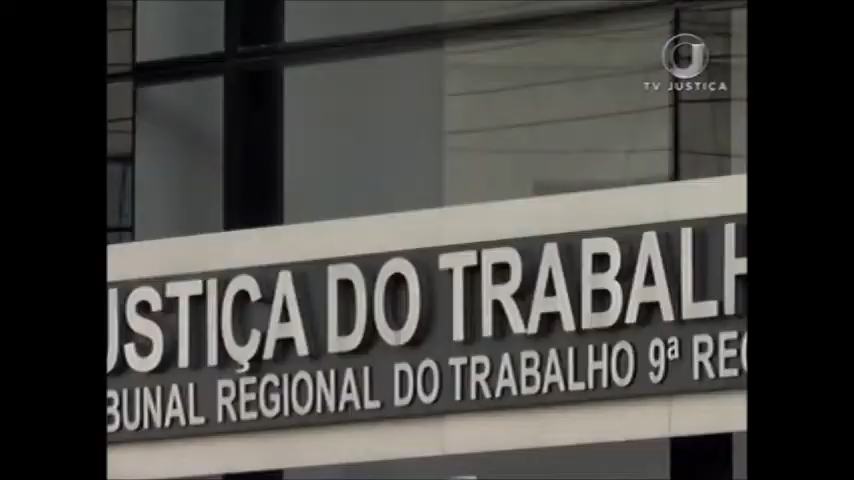 TV JUSTIÇA
USTIÇA DO TRABALH
BUNAL REGIONAL DO TRABALHO 9ª REG